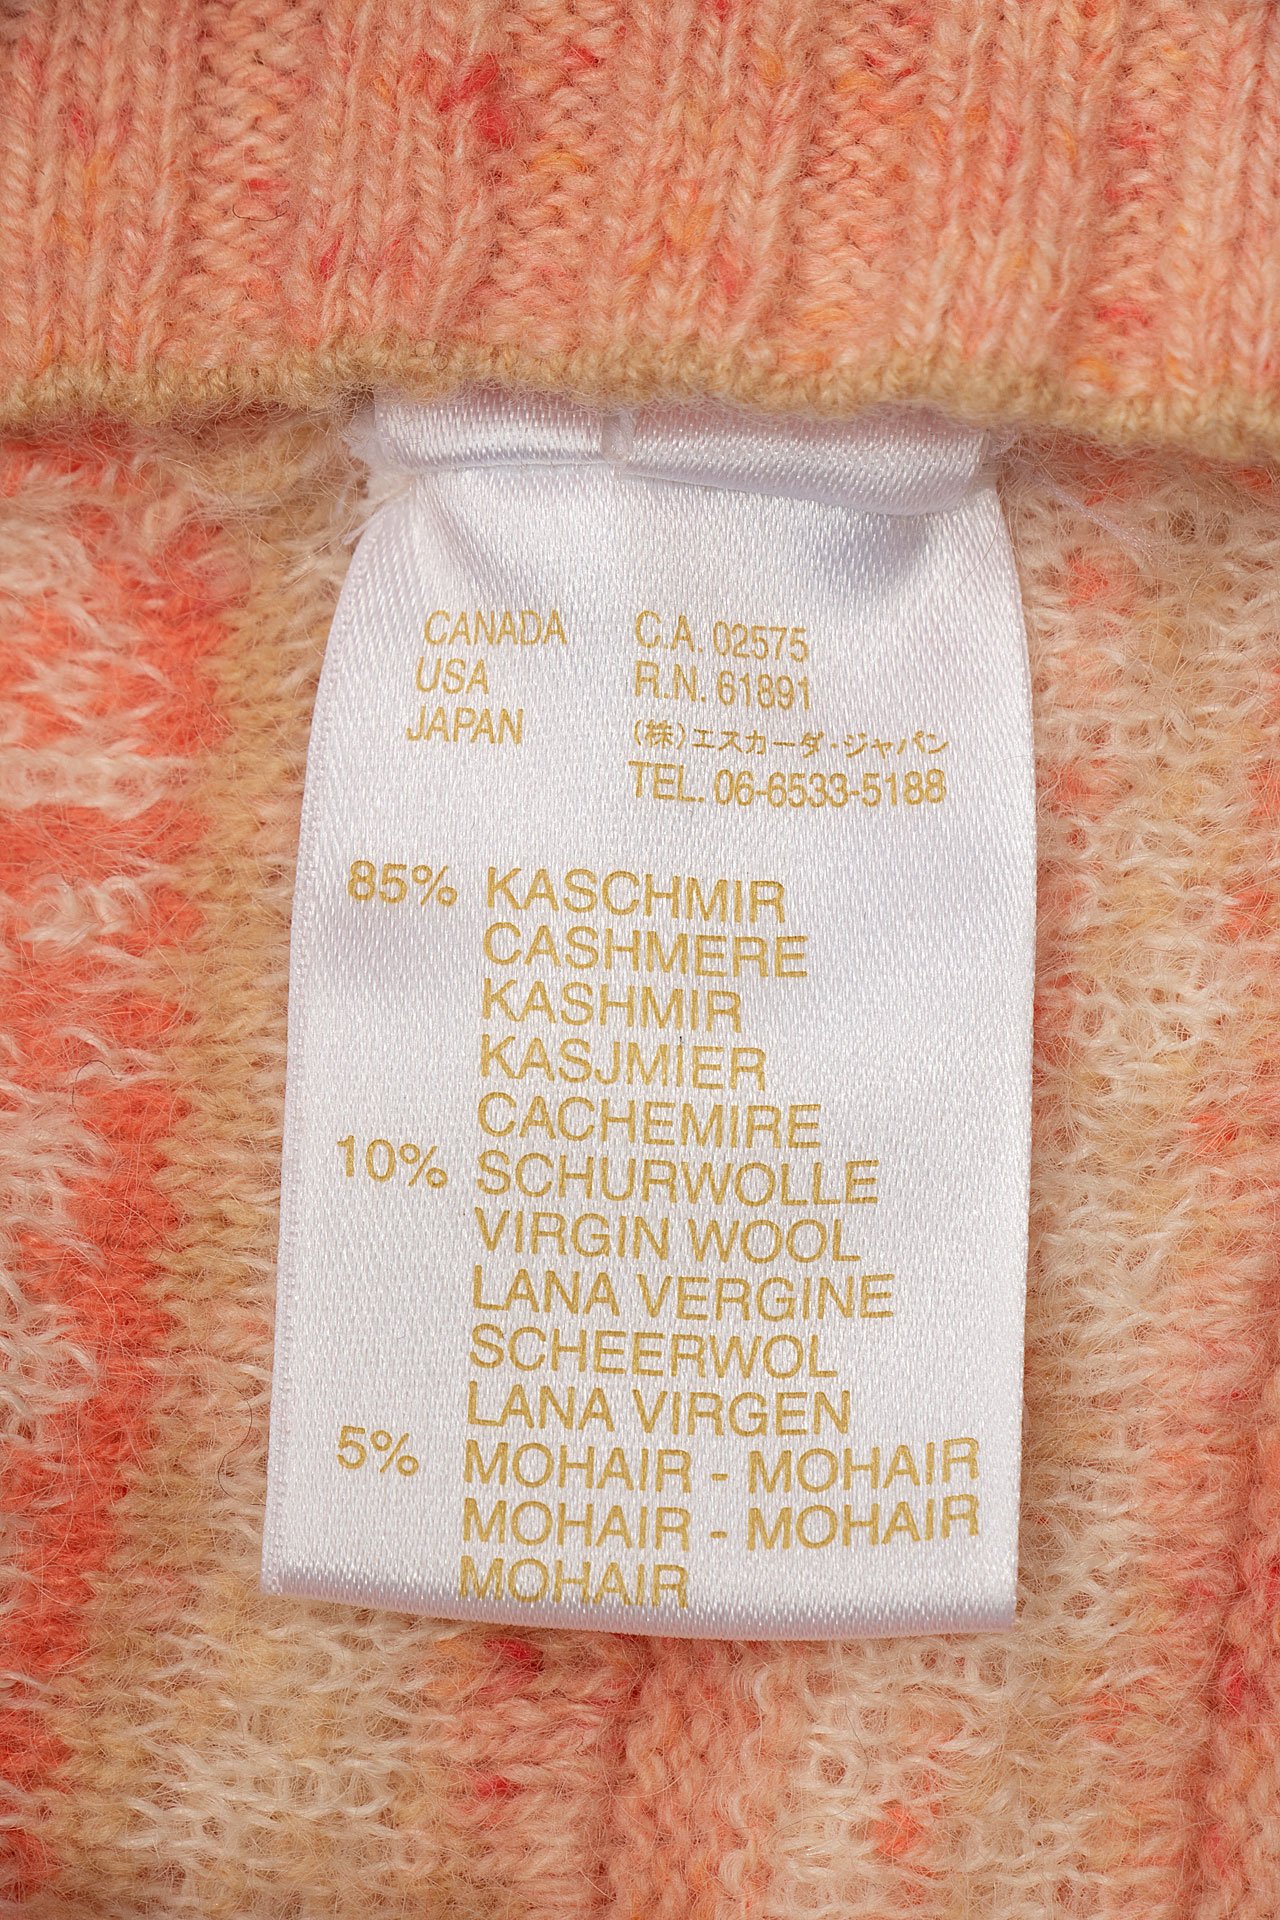 CANADA C.A. 02575
USA R.N. 61891
JAPAN (株)エスカーダ・ジャパン
TEL. 06-6533-5188
85% KASCHMIR
CASHMERE
KASHMIR
KASJMIER
CACHEMIRE
10% SCHURWOLLE
VIRGIN WOOL
LANA VERGINE
SCHEERWOL
LANA VIRGEN
5% MOHAIR - MOHAIR
MOHAIR - MOHAIR
MOHAIR